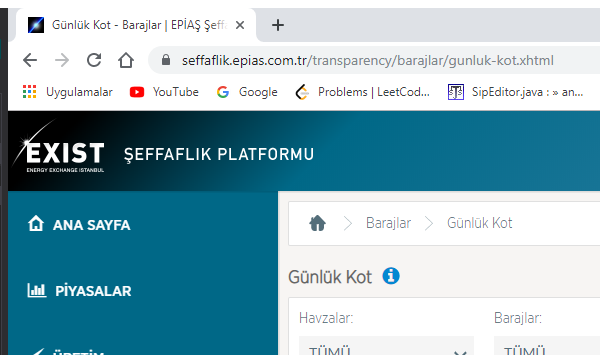 Günlük Kot - Barajlar | EPİAŞ Şeff
seffaflik.epias.com.tr/transparency/barajlar/gunluk-kot.xhtml
Uygulamalar YouTube Google Problems | LeetCod... SipEditor.java : » an...
EXIST
ENERGY EXCHANGE ISTANBUL
ŞEFFAFLIK PLATFORMU
ANA SAYFA
Barajlar Günlük Kot
Günlük Kot
PİYASALAR
Havzalar: Barajlar:
TÜMÜ TÜMÜ
ÜRETİM